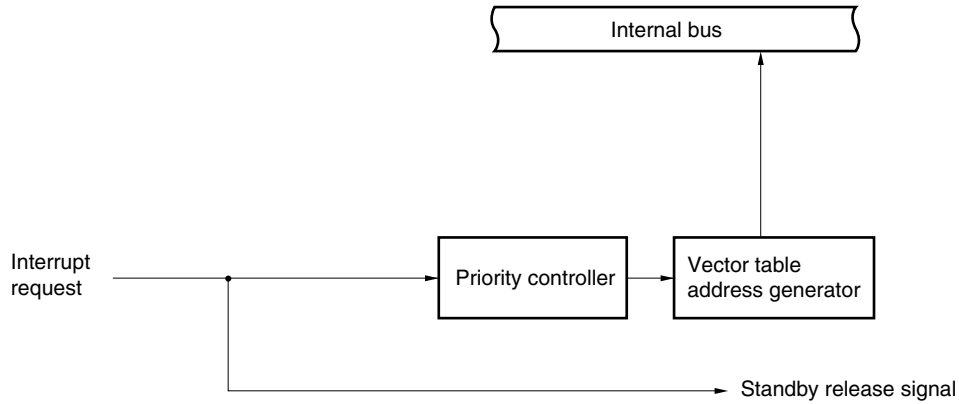 Internal bus
Interrupt
request
Priority controller
Vector table
address generator
Standby release signal